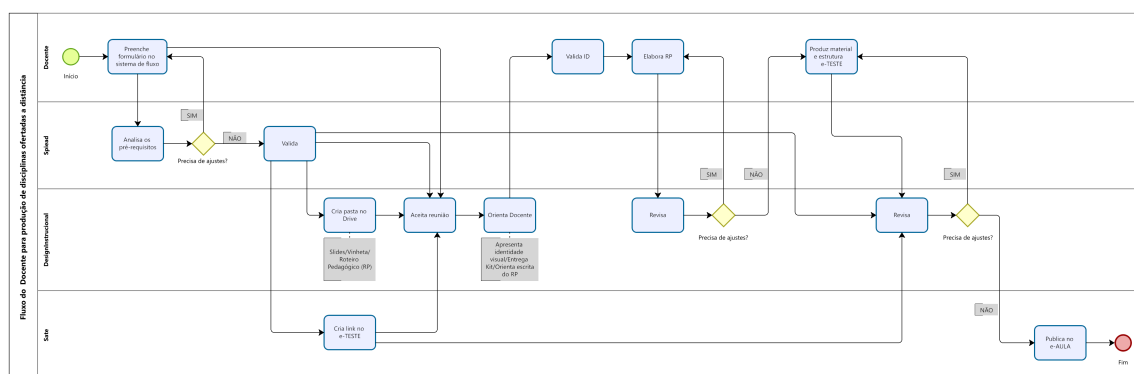 Fluxo do Docente para produção de disciplinas ofertadas a distância
Docente
Início
Preenche
formulário no
sistema de fluxo
Valida ID
Elabora RP
Produz material
e estrutura
e-TESTE
Spiead
SIM
Analisa os
pré-requisitos
Precisa de ajustes?
NÃO
Valida
SIM
NÃO
SIM
DesignInstrucional
Cria pasta no
Drive
Slides/Vinheta/
Roteiro
Pedagógico (RP)
Aceita reunião
Orienta Docente
Apresenta
identidade
visual/Entrega
Kit/Orienta escrita
do RP
Revisa
Precisa de ajustes?
Revisa
Precisa de ajustes?
Sate
Cria link no
e-TESTE
NÃO
Publica no
e-AULA
Fim